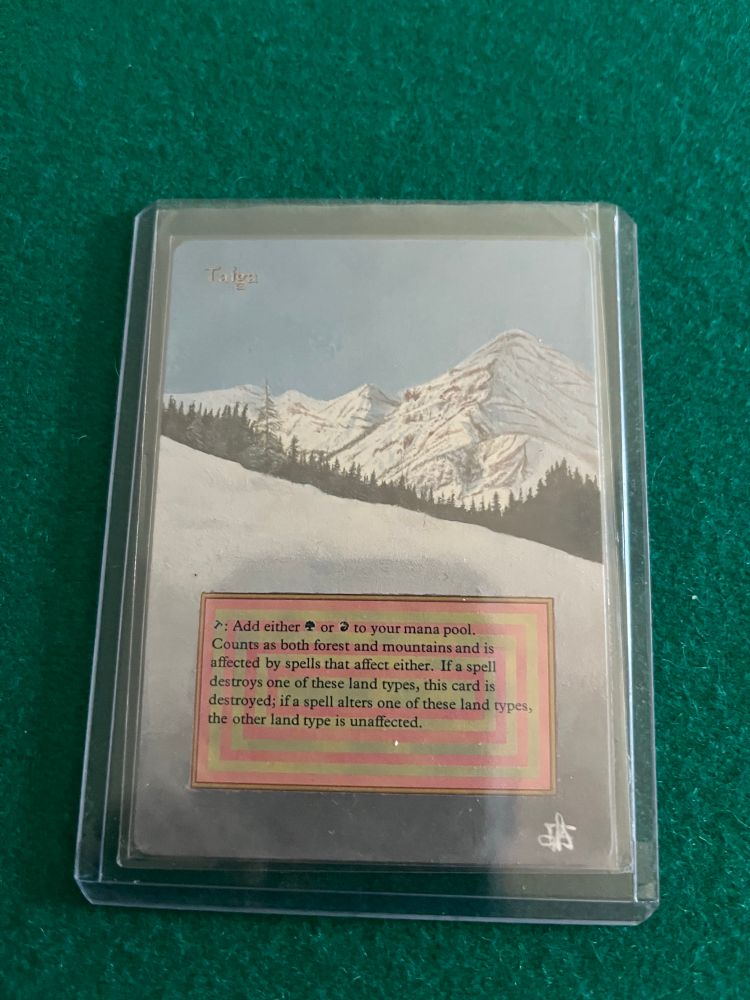 Taiga
: Add either or to your mana pool.
Counts as both forest and mountains and is
affected by spells that affect either. If a spell
destroys one of these land types, this card is
destroyed; if a spell alters one of these land types,
the other land type is unaffected.